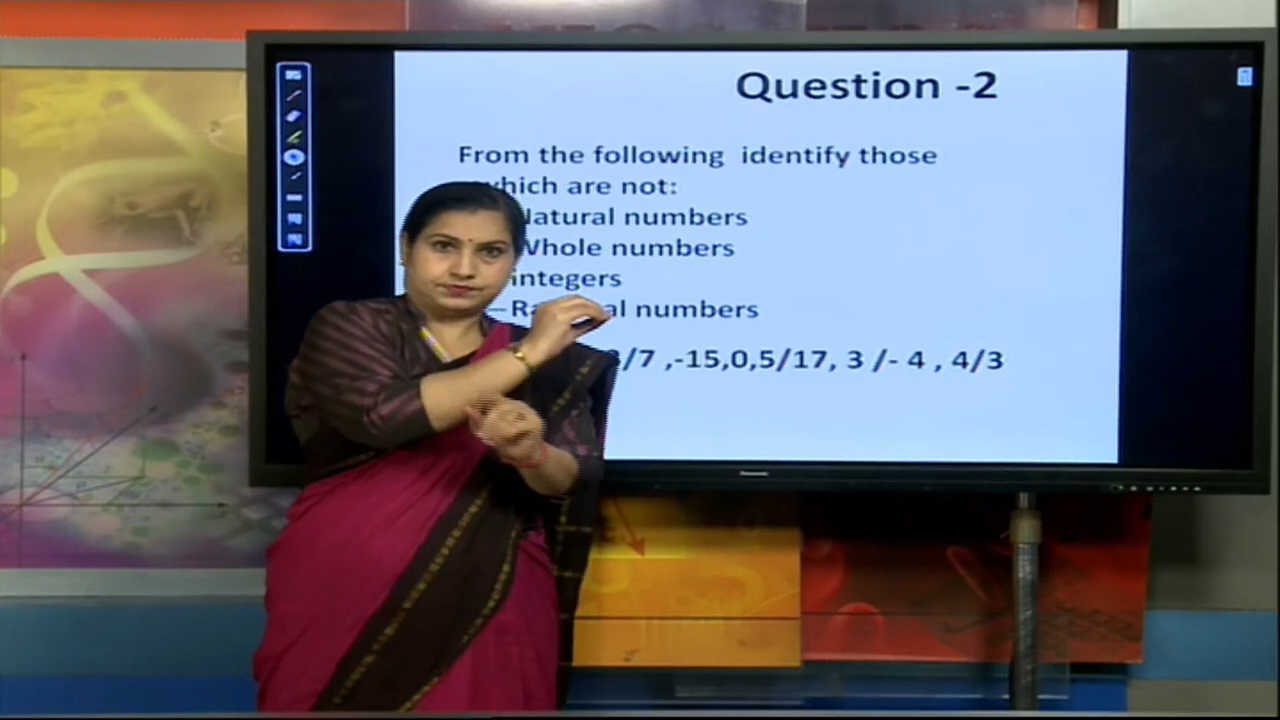 Question -2
From the following identify those
which are not:
Natural numbers
Whole numbers
integers
– numbers
/7 ,-15,0,5/17, 3 /- 4 , 4/3
Panasonic